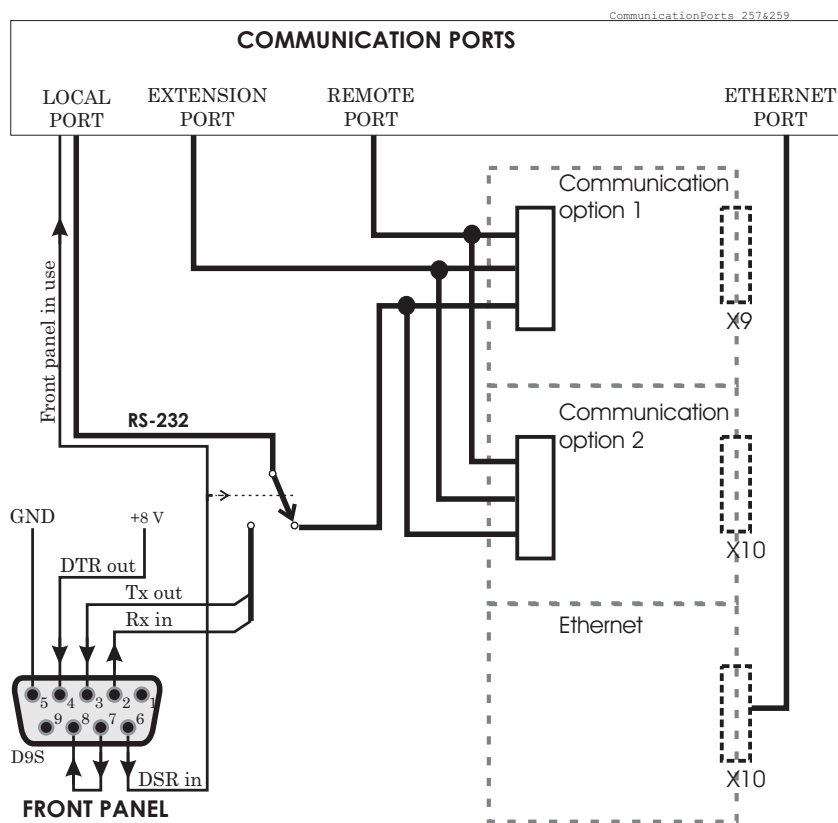 CommunicationPorts 257&259
COMMUNICATION PORTS
LOCAL
PORT
EXTENSION
PORT
REMOTE
PORT
ETHERNET
PORT
Communication
option 1
X9
Front panel in use
RS-232
Communication
option 2
X10
GND
+8 V
DTR out
Tx out
Rx in
Ethernet
5
4
3
2
1
9
8
7
6
D9S
DSR in
X10
FRONT PANEL